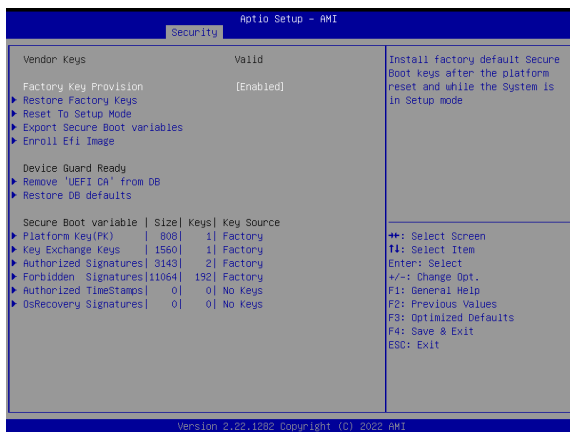 Aptio Setup - AMI
Security
Vendor Keys Valid
Factory Key Provision [Enabled]
Restore Factory Keys
Reset To Setup Mode
Export Secure Boot variables
Enroll Efi Image
Device Guard Ready
Remove 'UEFI CA' from DB
Restore DB defaults
Secure Boot variable | Size| Keys| Key Source
Platform Key(PK) | 808| 1| Factory
Key Exchange Keys | 1560| 1| Factory
Authorized Signatures| 3143| 2| Factory
Forbidden Signatures|11064| 192| Factory
Authorized TimeStamps| 0| 0| No Keys
OsRecovery Signatures| 0| 0| No Keys
Install factory default Secure
Boot keys after the platform
reset and while the System is
in Setup mode
→←: Select Screen
↑↓: Select Item
Enter: Select
+/-: Change Opt.
F1: General Help
F2: Previous Values
F3: Optimized Defaults
F4: Save & Exit
ESC: Exit
Version 2.22.1282 Copyright (C) 2022 AMI